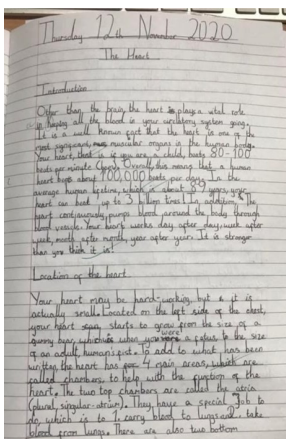 Thursday 12th November 2020
The Heart
Introduction
Other than the brain, the heart is plays a vital role
in keeping all the blood in your circulatory system going.
It is a well known fact that the heart is one of the
most significant muscular organs in the human body.
Your heart, that is if you are a child, beats 80-100
beats per minute. Overall, this means that a human
heart beats about 100,000 beats per day. In the
average human lifetime, which is about 89 years, your
heart can beat up to 3 billion times! In addition, The
heart continuously pumps blood around the body through
blood vessels. Your heart works day after day, week after
week, month after month, year after year. It is stronger
than you think it is!
Location of the heart
Your heart may be hard-working, but it is
actually small. Located on the left side of the chest,
your heart starts to grow from the size of a
gummy bear, which is when you were a fetus to the size
of an adult human's fist. To add to what has been
written, the heart has 4 main areas, which are
called chambers, to help with the function of the
heart. The two top chambers are called the atria
(plural, singular-atrium). They have a special job to
do, which is to carry blood to lungs and take
blood from lungs. There are also two bottom